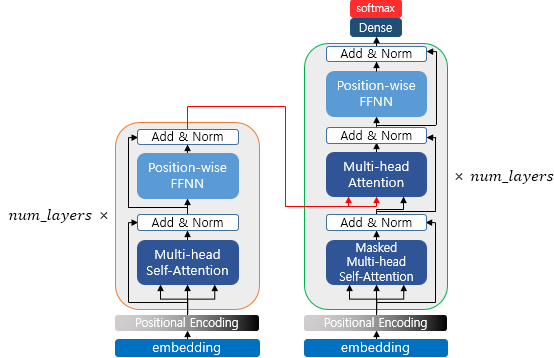 softmax
Dense
Add & Norm
Position-wise
FFNN
Add & Norm
Multi-head
Attention
× num_layers
Add & Norm
Masked
Multi-head
Self-Attention
Positional Encoding
embedding
Add & Norm
Position-wise
FFNN
num_layers ×
Add & Norm
Multi-head
Self-Attention
Positional Encoding
embedding